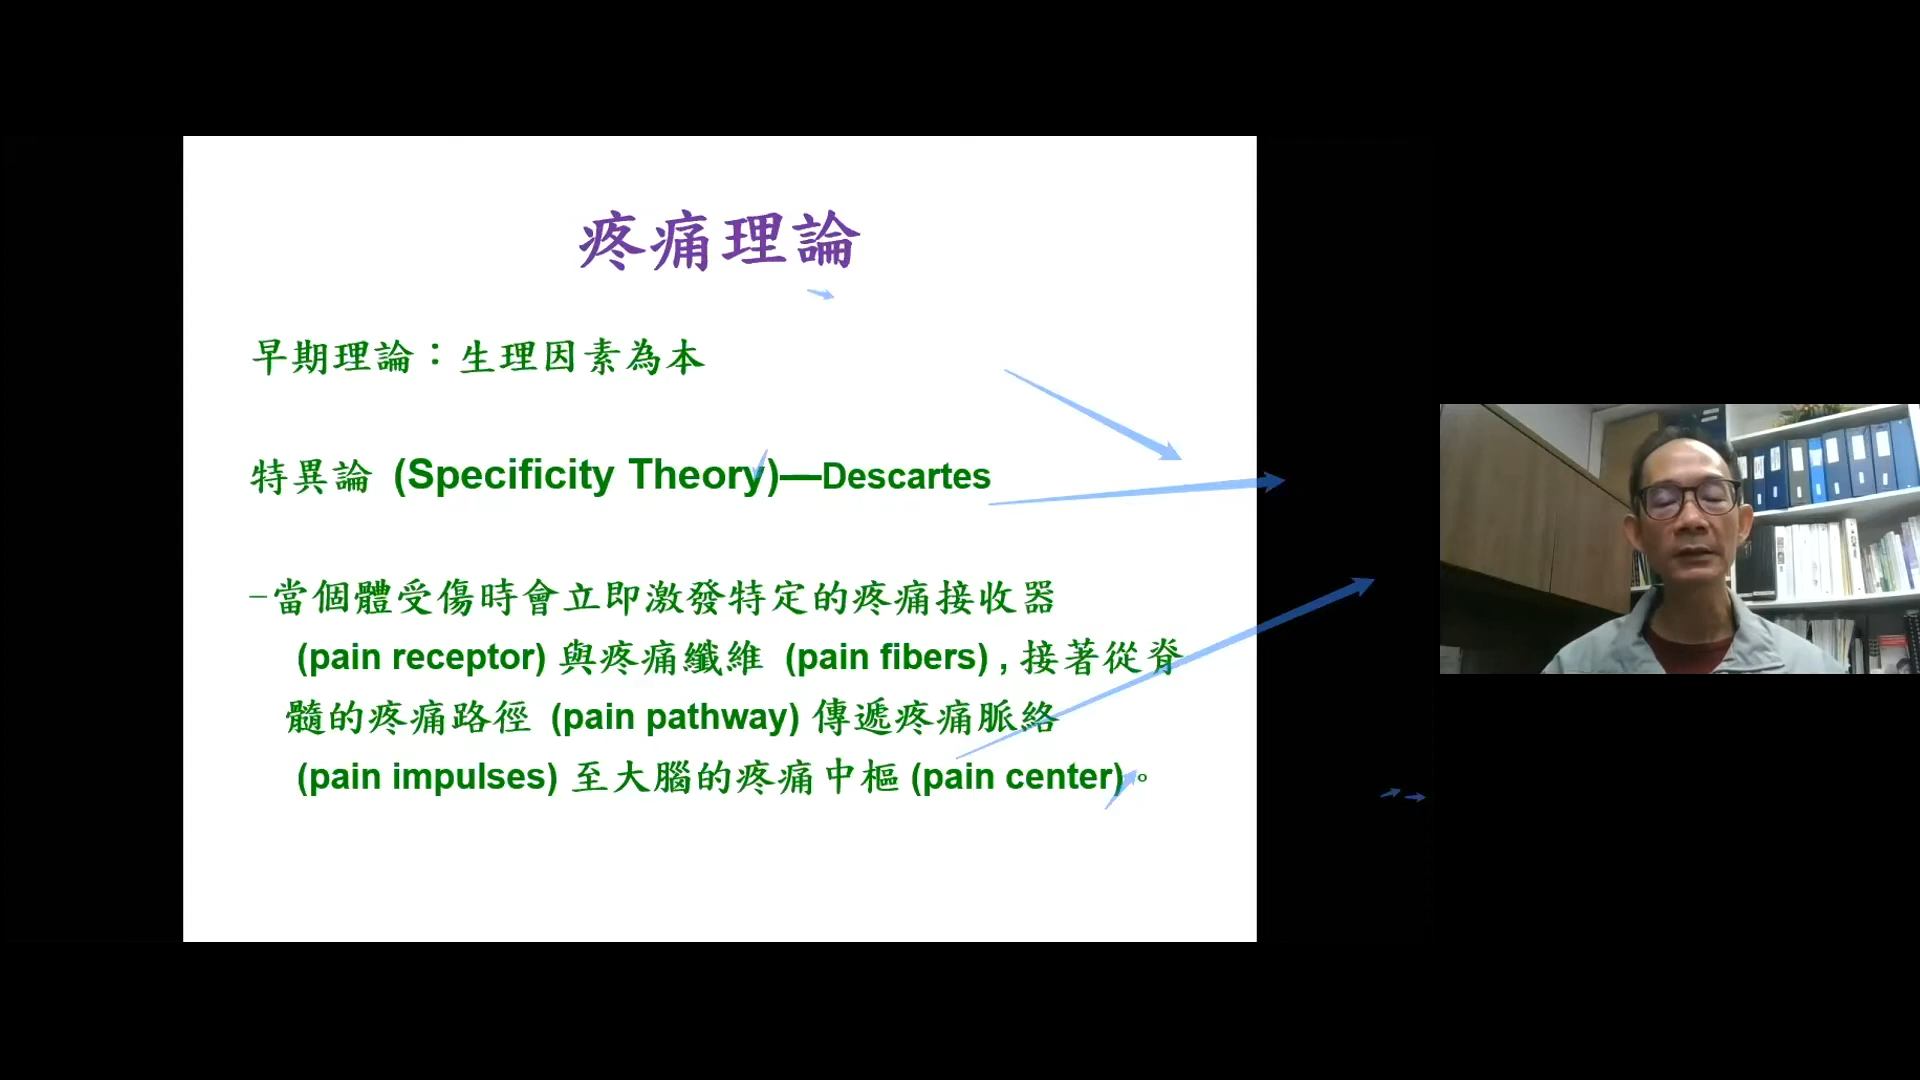 疼痛理論
早期理論：生理因素為本
特異論 (Specificity Theory)—Descartes
–當個體受傷時會立即激發特定的疼痛接收器
(pain receptor) 與疼痛纖維 (pain fibers) , 接著從脊
髓的疼痛路徑 (pain pathway) 傳遞疼痛脈絡
(pain impulses) 至大腦的疼痛中樞 (pain center)。